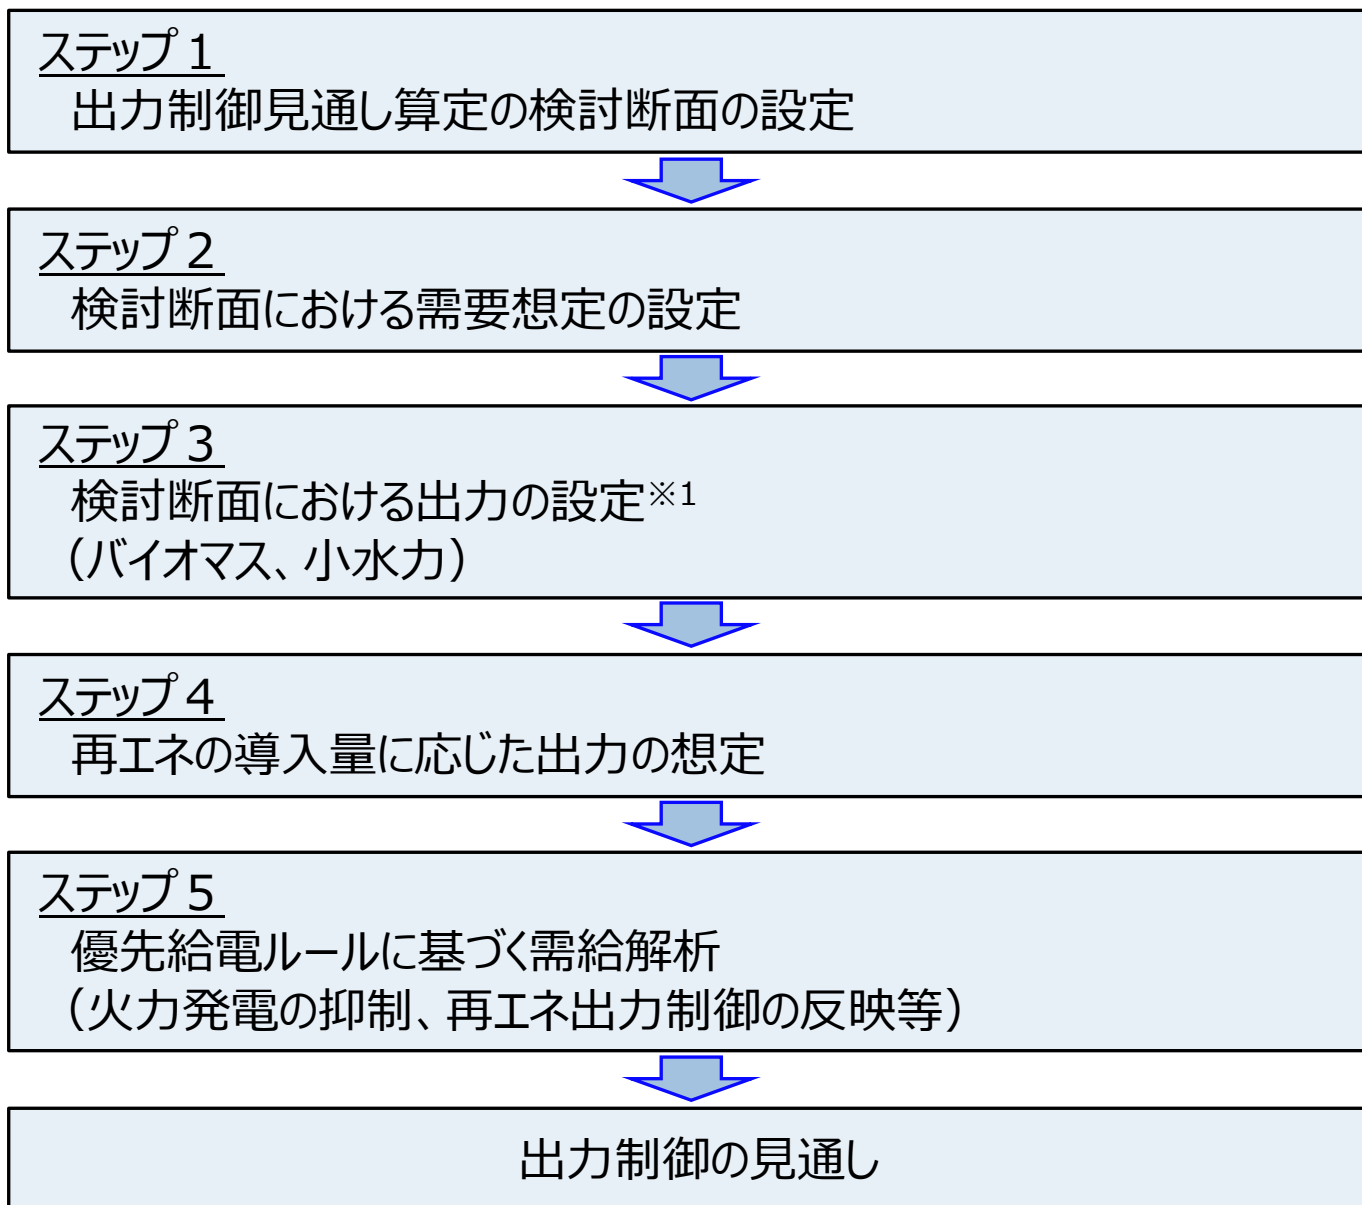 ステップ１
出力制御見通し算定の検討断面の設定
ステップ２
検討断面における需要想定の設定
ステップ３
検討断面における出力の設定※1
（バイオマス、小水力）
ステップ４
再エネの導入量に応じた出力の想定
ステップ５
優先給電ルールに基づく需給解析
（火力発電の抑制、再エネ出力制御の反映等）
出力制御の見通し